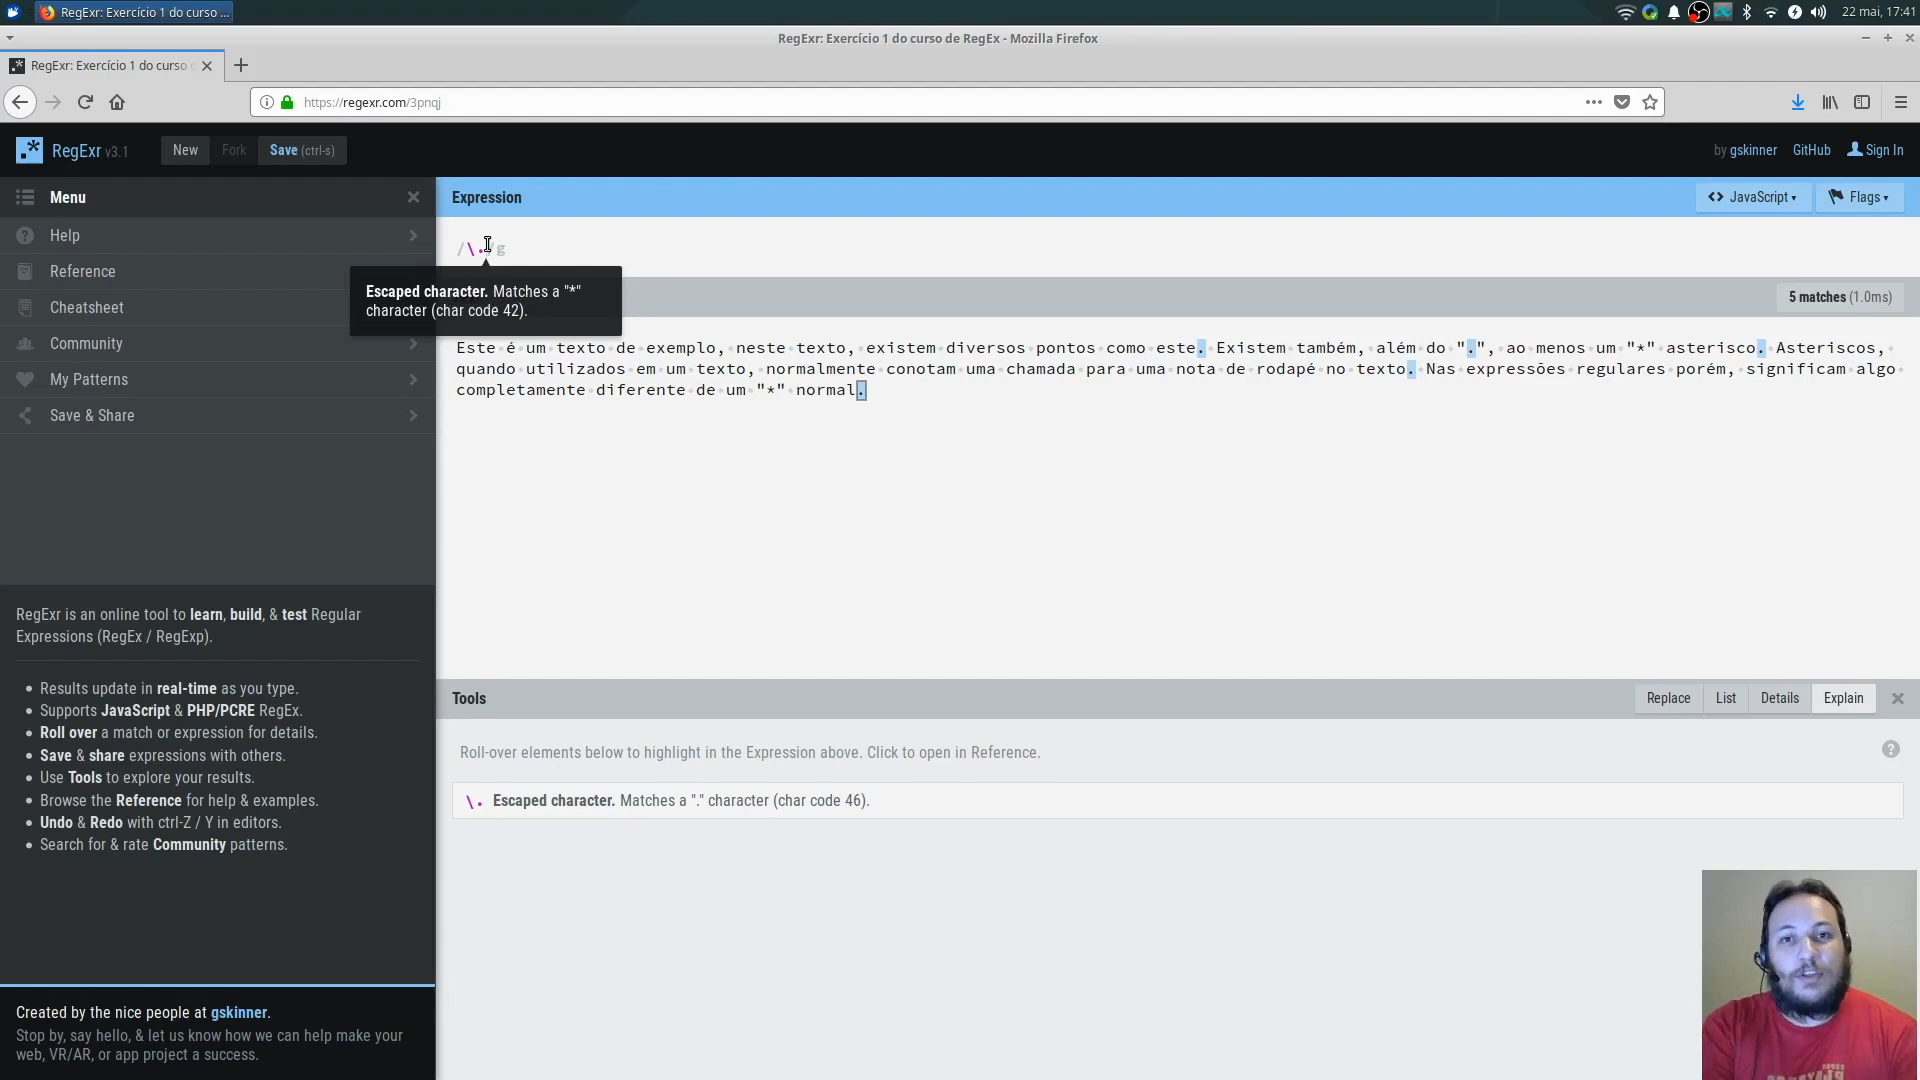 RegExr: Exercício 1 do curso ...
22 mai, 17:41
RegExr: Exercício 1 do curso de RegEx - Mozilla Firefox
RegExr: Exercício 1 do curso
https://regexr.com/3pnqj
RegExr v3.1
New
Fork
Save (ctrl-s)
by gskinner
GitHub
Sign In
Menu
Help
Reference
Cheatsheet
Community
My Patterns
Save & Share
Expression
JavaScript
Flags
/\./g
Escaped character. Matches a "*"
character (char code 42).
5 matches (1.0ms)
Este é um texto de exemplo, neste texto, existem diversos pontos como este. Existem também, além do ".", ao menos um "*" asterisco. Asteriscos,
quando utilizados em um texto, normalmente conotam uma chamada para uma nota de rodapé no texto. Nas expressões regulares porém, significam algo
completamente diferente de um "*" normal.
RegExr is an online tool to learn, build, & test Regular
Expressions (RegEx / RegExp).
Results update in real-time as you type.
Supports JavaScript & PHP/PCRE RegEx.
Roll over a match or expression for details.
Save & share expressions with others.
Use Tools to explore your results.
Browse the Reference for help & examples.
Undo & Redo with ctrl-Z / Y in editors.
Search for & rate Community patterns.
Created by the nice people at gskinner.
Stop by, say hello, & let us know how we can help make your
web, VR/AR, or app project a success.
Tools
Replace
List
Details
Explain
Roll-over elements below to highlight in the Expression above. Click to open in Reference.
\. Escaped character. Matches a "." character (char code 46).